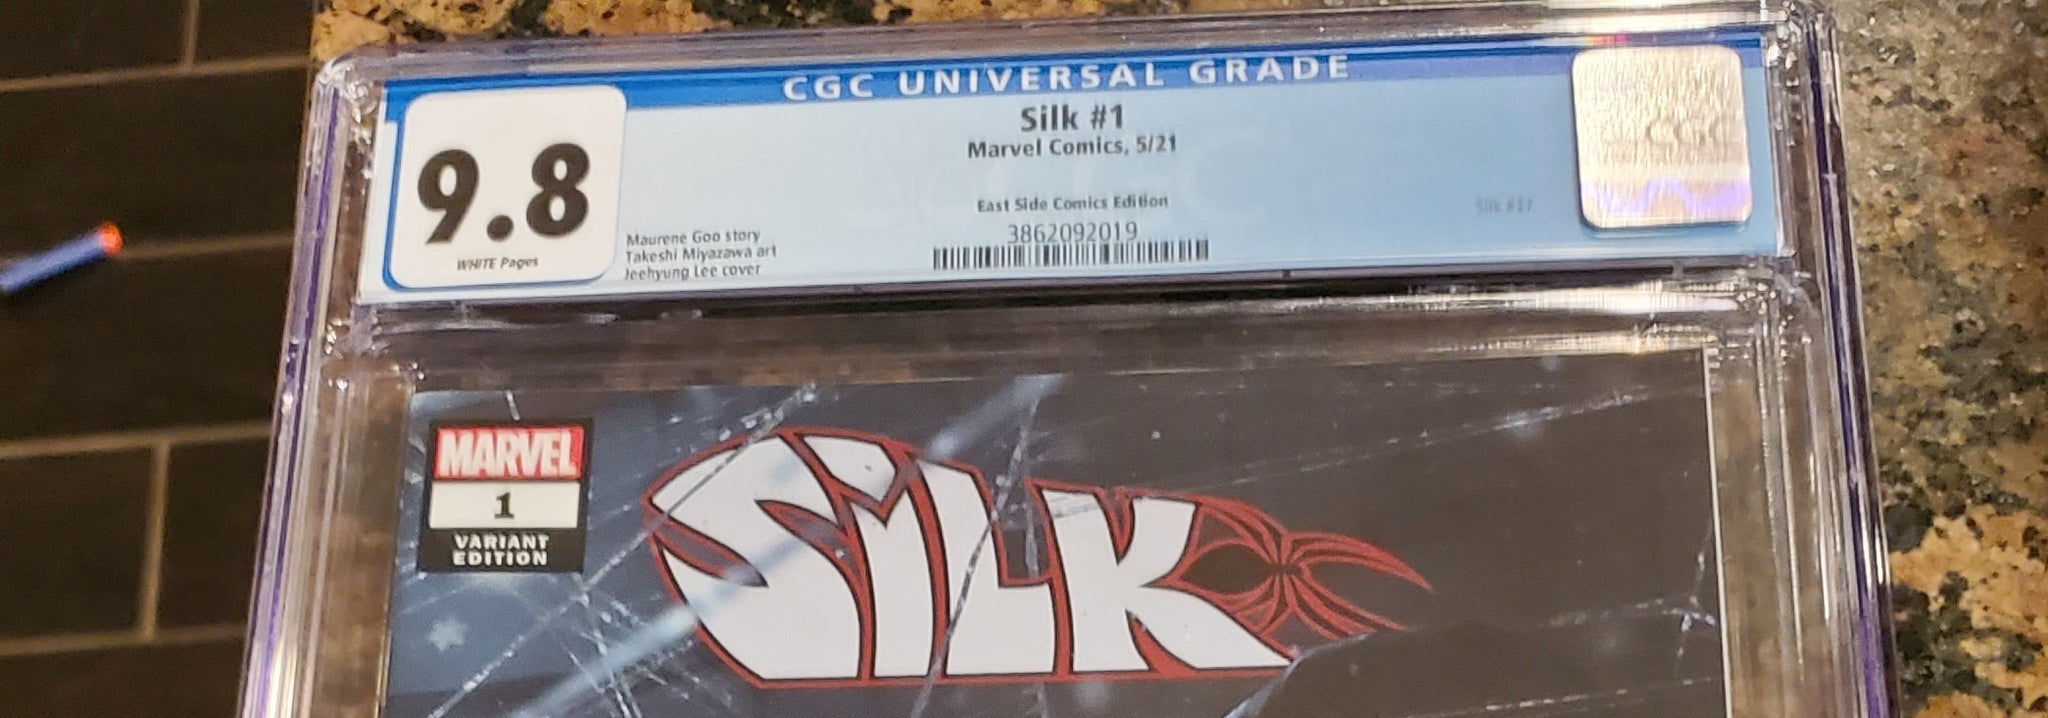 CGC UNIVERSAL GRADE
9.8
WHITE Pages
Silk #1
Marvel Comics, 5/21
East Side Comics Edition
3862092019
Maurene Goo story
Takeshi Miyazawa art
Jeehyung Lee cover
CGC
MARVEL
1
VARIANT
EDITION
SILK